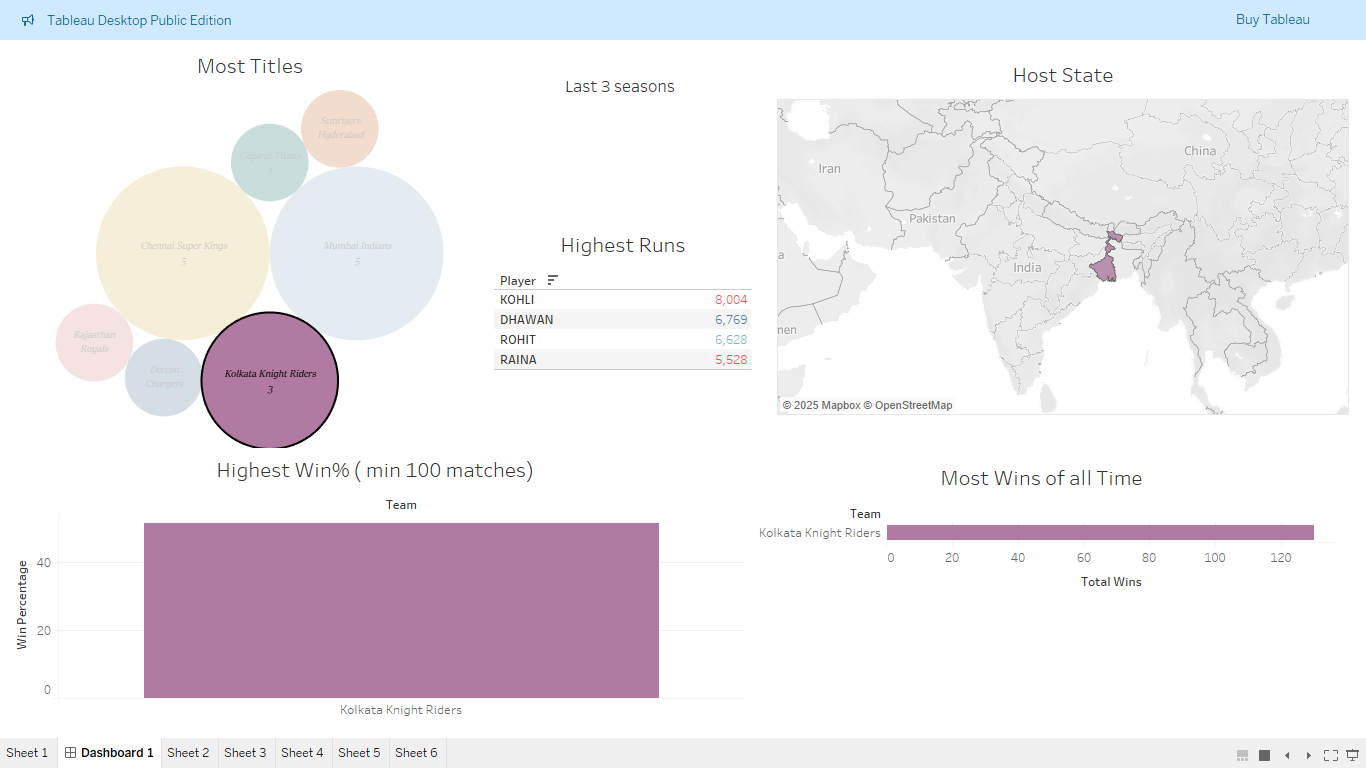 Tableau Desktop Public Edition
Buy Tableau
Most Titles
Sunrisers
Hyderabad
Gujarat Titans
Chennai Super Kings
5
Mumbai Indians
5
Rajasthan
Royals
Deccan
Chargers
Kolkata Knight Riders
3
Last 3 seasons
Highest Runs
Player
KOHLI 8,004
DHAWAN 6,769
ROHIT 6,628
RAINA 5,528
Host State
Iran
China
Pakistan
India
a
nen
© 2025 Mapbox © OpenStreetMap
Highest Win% ( min 100 matches)
Team
Win Percentage
40
20
0
Kolkata Knight Riders
Most Wins of all Time
Team
Kolkata Knight Riders
0 20 40 60 80 100 120
Total Wins
Sheet 1 Dashboard 1 Sheet 2 Sheet 3 Sheet 4 Sheet 5 Sheet 6